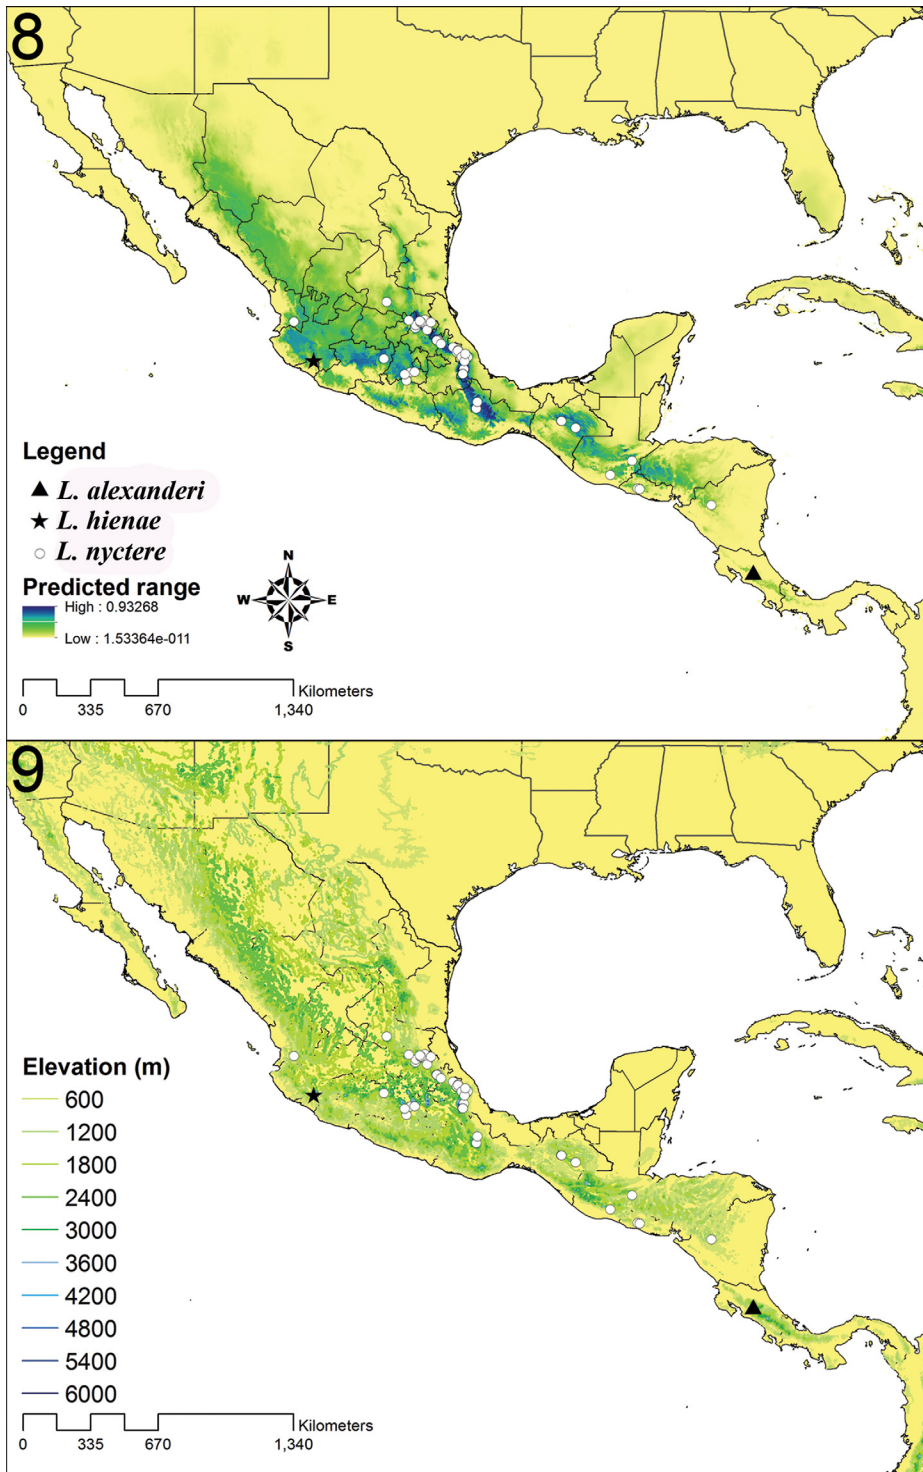 8
Legend
L. alexanderi
L. hienae
L. nyctere
Predicted range
High : 0.93268
Low : 1.53364e-011
N
W E
S
Kilometers
0 335 670 1,340
9
Elevation (m)
600
1200
1800
2400
3000
3600
4200
4800
5400
6000
Kilometers
0 335 670 1,340